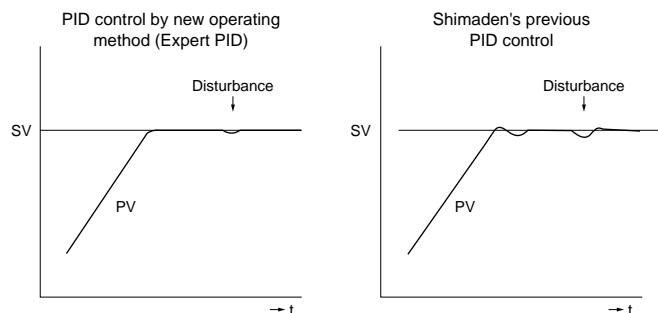 PID control by new operating
method (Expert PID)
Disturbance
↓
SV
PV
→ t
Shimaden's previous
PID control
Disturbance
↓
SV
PV
→ t